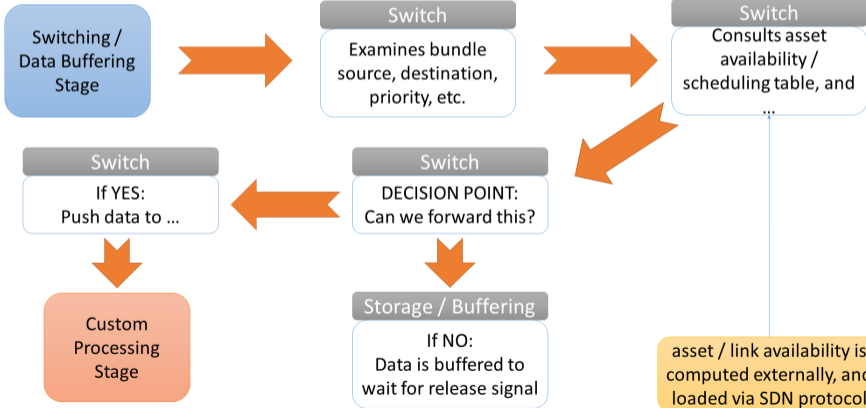 Switching /
Data Buffering
Stage
Switch
Examines bundle
source, destination,
priority, etc.
Switch
Consults asset
availability /
scheduling table, and
...
Switch
If YES:
Push data to ...
Switch
DECISION POINT:
Can we forward this?
Custom
Processing
Stage
Storage / Buffering
If NO:
Data is buffered to
wait for release signal
asset / link availability is
computed externally, and
loaded via SDN protocol